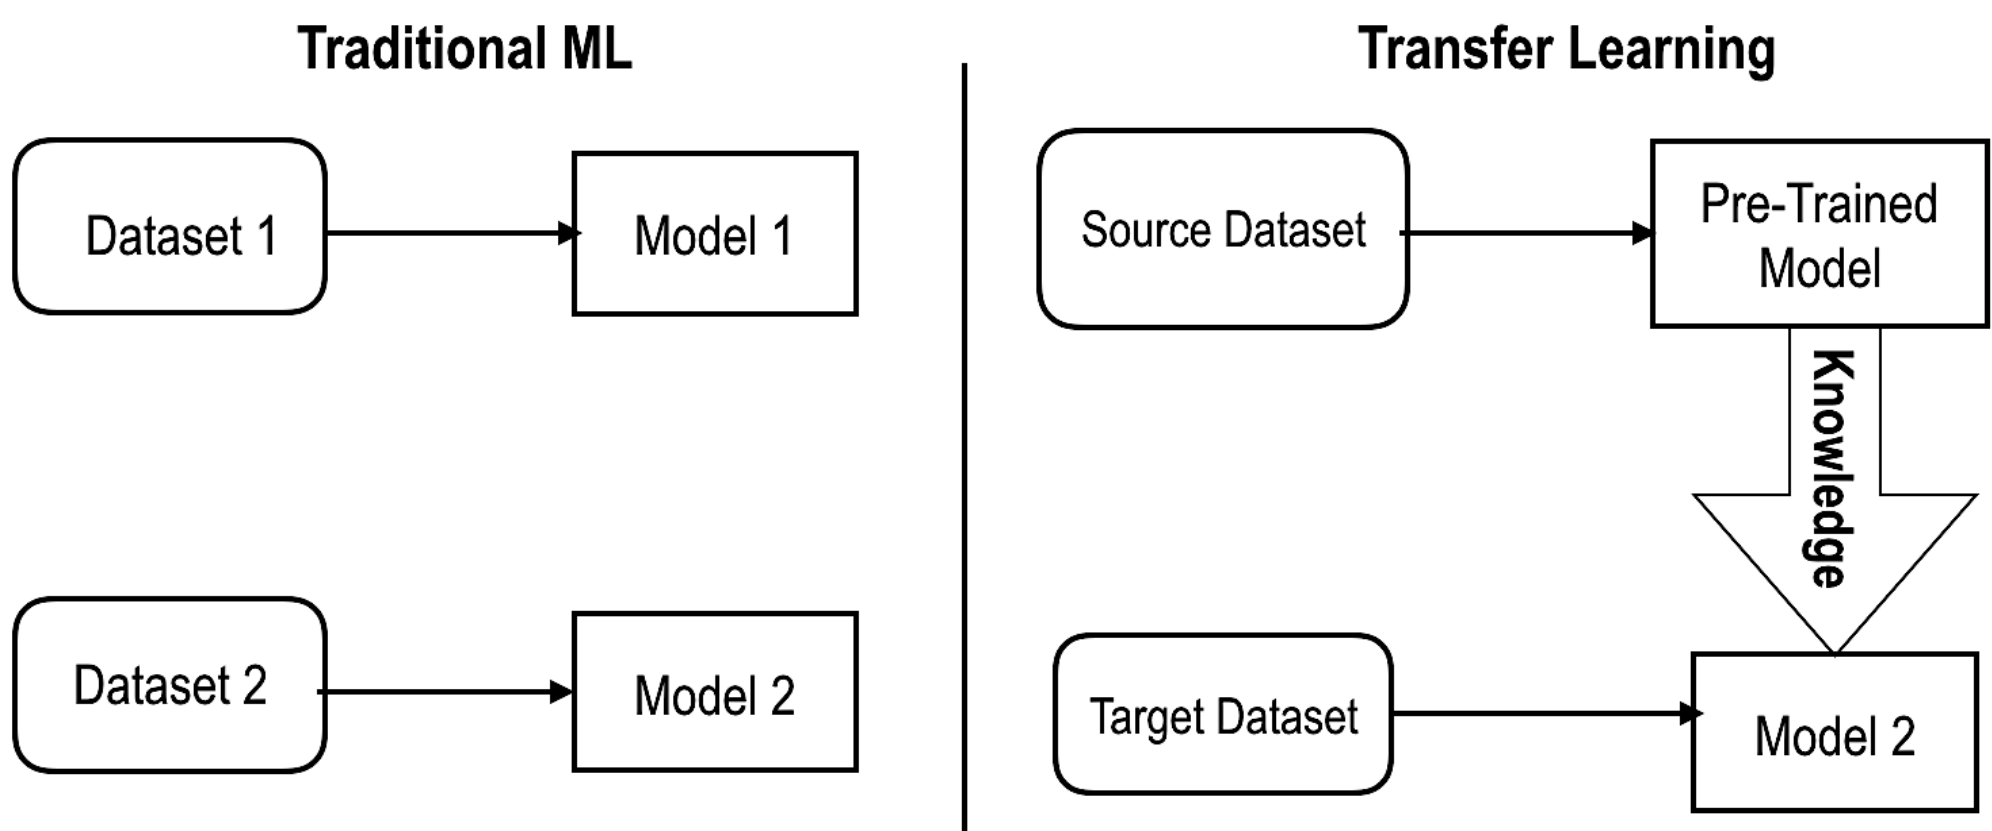 Traditional ML
Dataset 1
Model 1
Dataset 2
Model 2
Transfer Learning
Source Dataset
Pre-Trained
Model
Knowledge
Target Dataset
Model 2